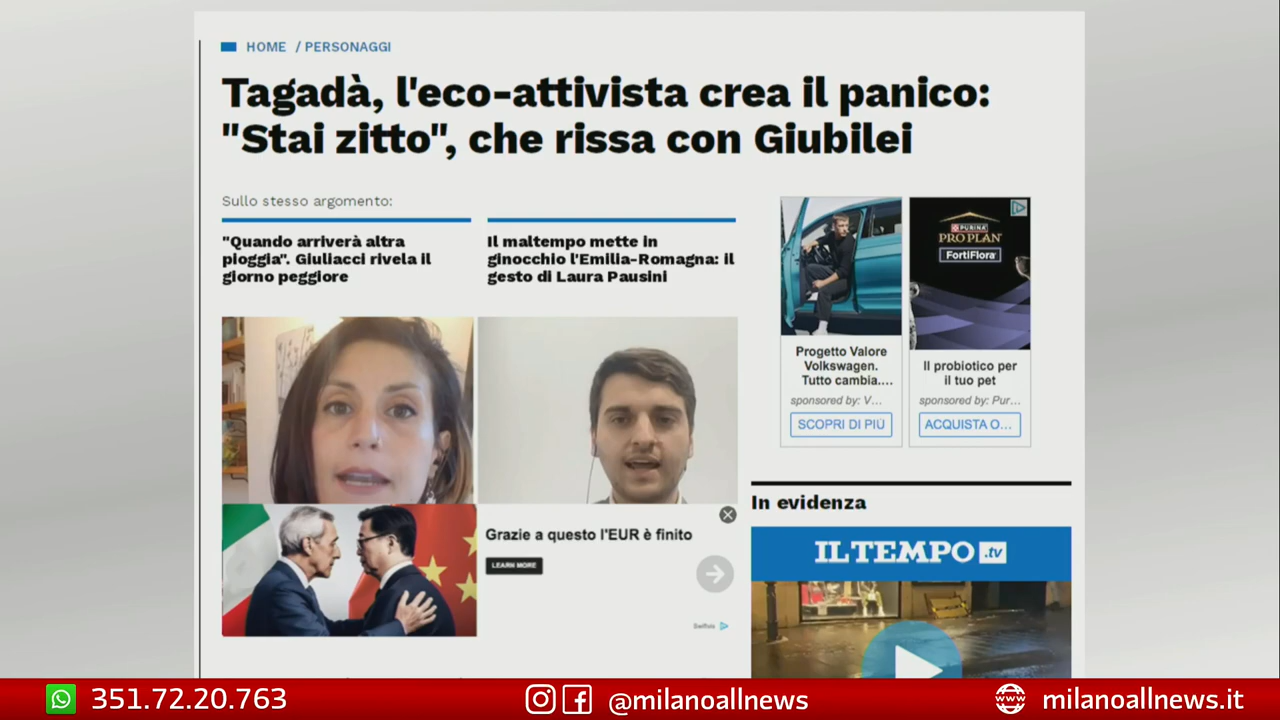 HOME / PERSONAGGI
Tagadà, l'eco-attivista crea il panico:
"Stai zitto", che rissa con Giubilei
Sullo stesso argomento:
"Quando arriverà altra
pioggia". Giuliacci rivela il
giorno peggiore
Il maltempo mette in
ginocchio l'Emilia-Romagna: il
gesto di Laura Pausini
PURINA
PRO PLAN
FortiFlora
Progetto Valore
Volkswagen.
Tutto cambia....
sponsored by: V...
SCOPRI DI PIÙ
Il probiotico per
il tuo pet
sponsored by: Pur...
ACQUISTA O...
Grazie a questo l'EUR è finito
LEARN MORE
In evidenza
IL TEMPO .tv
351.72.20.763
@milanoallnews
www
milanoallnews.it